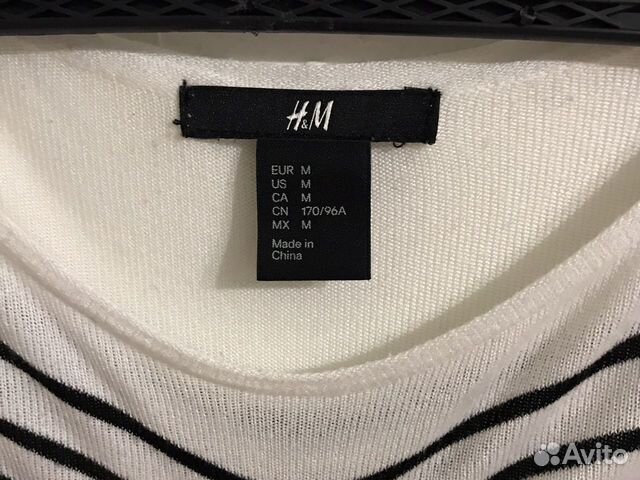 H&M
EUR M
US M
CA M
CN 170/96A
MX M
Made in
China
Avito